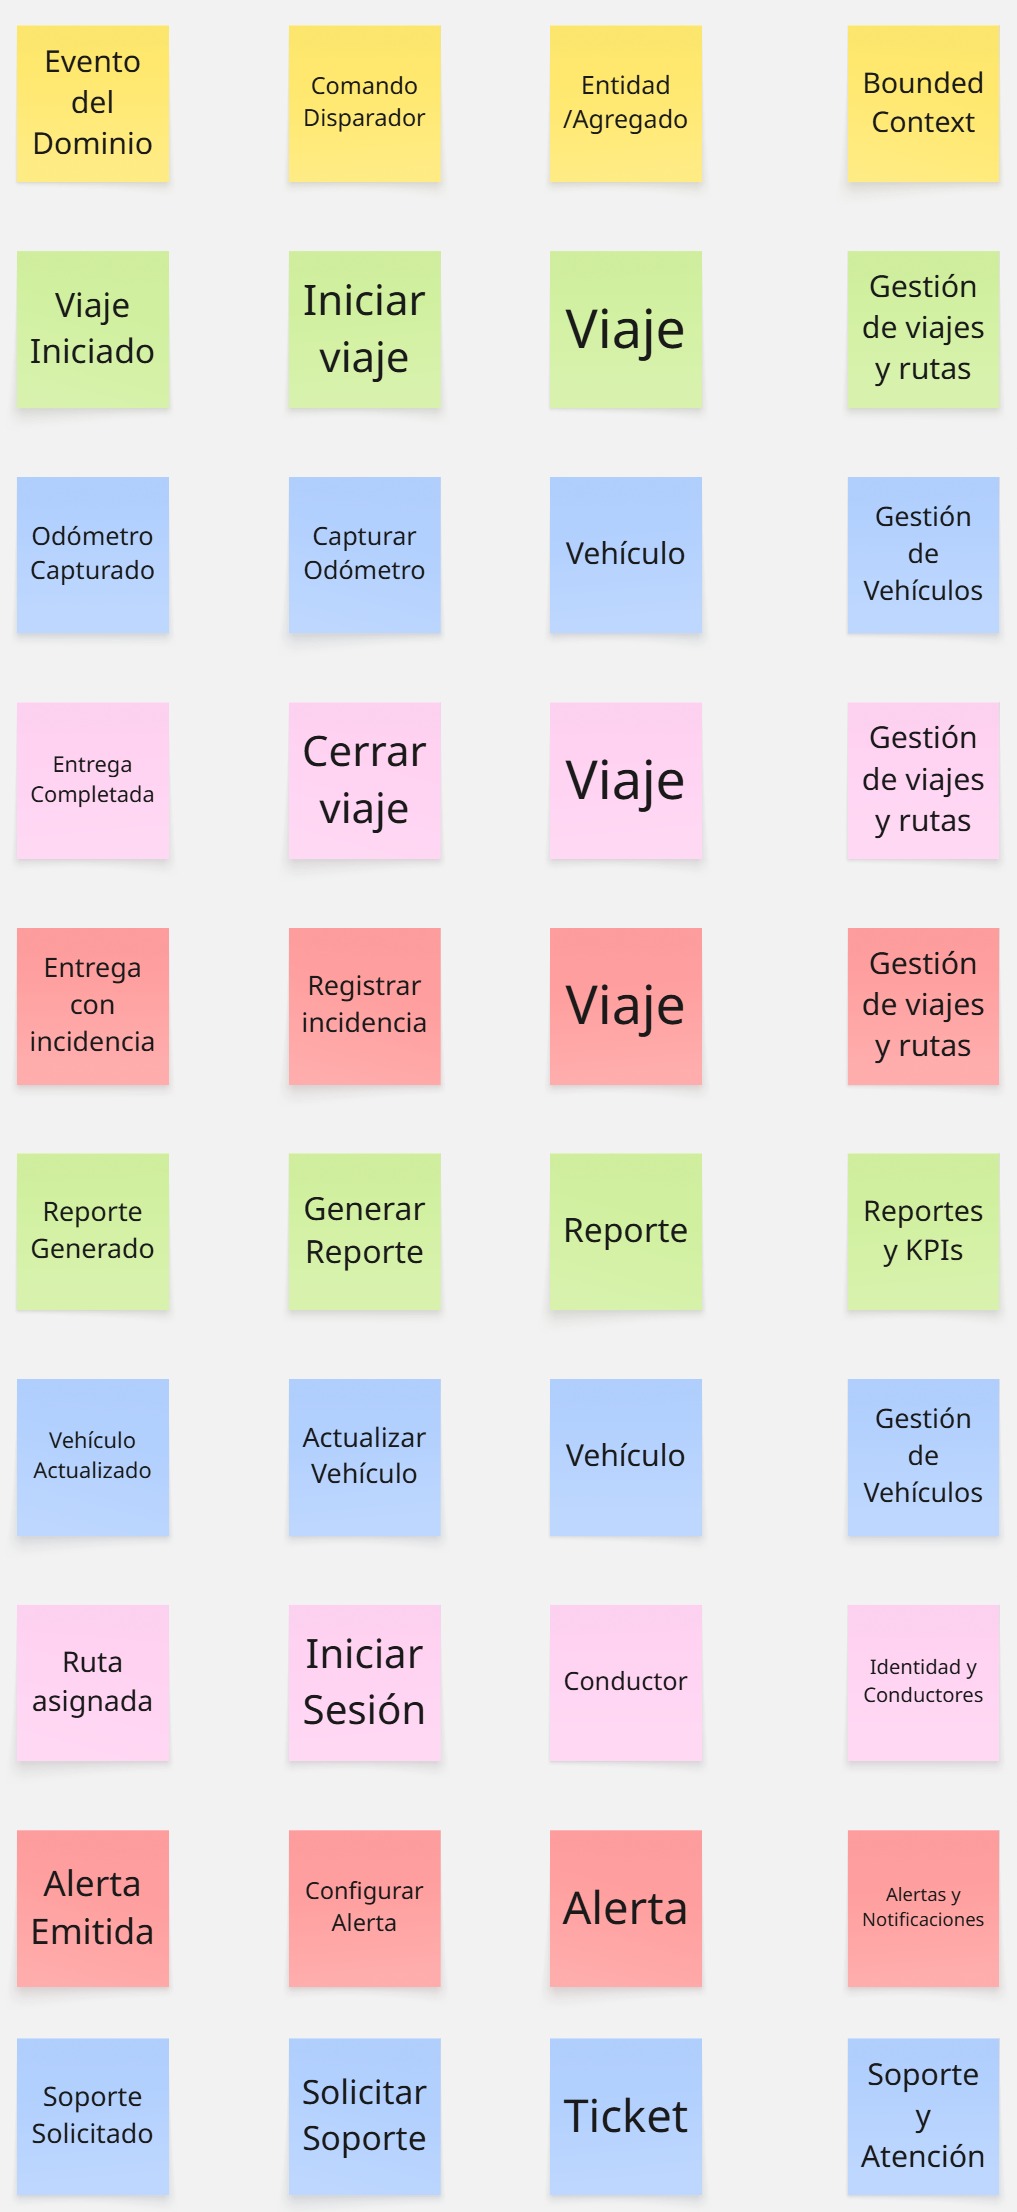 Evento
del
Dominio
Comando
Disparador
Entidad
/Agregado
Bounded
Context
Viaje
Iniciado
Iniciar
viaje
Viaje
Gestión
de viajes
y rutas
Odómetro
Capturado
Capturar
Odómetro
Vehículo
Gestión
de
Vehículos
Entrega
Completada
Cerrar
viaje
Viaje
Gestión
de viajes
y rutas
Entrega
con
incidencia
Registrar
incidencia
Viaje
Gestión
de viajes
y rutas
Reporte
Generado
Generar
Reporte
Reporte
Reportes
y KPIs
Vehículo
Actualizado
Actualizar
Vehículo
Vehículo
Gestión
de
Vehículos
Ruta
asignada
Iniciar
Sesión
Conductor
Identidad y
Conductores
Alerta
Emitida
Configurar
Alerta
Alerta
Alertas y
Notificaciones
Soporte
Solicitado
Solicitar
Soporte
Ticket
Soporte
y
Atención